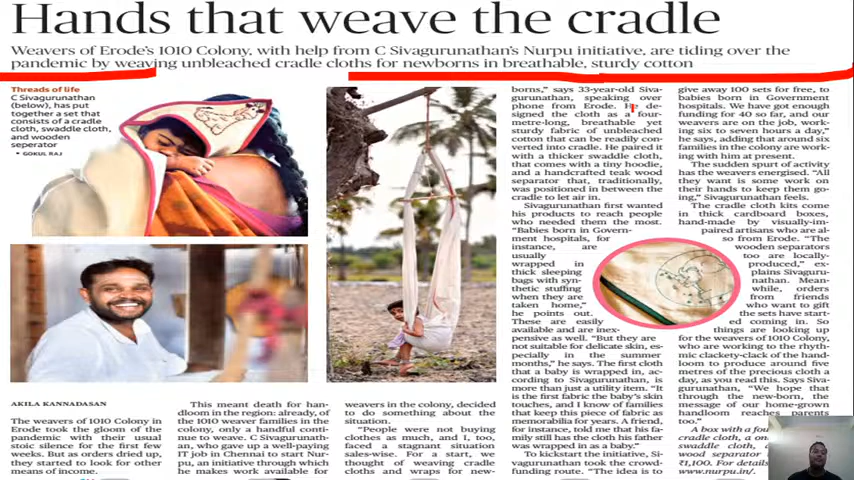 Hands that weave the cradle
Weavers of Erode's 1010 Colony, with help from C Sivagurunathan's Nurpu initiative, are tiding over the
pandemic by weaving unbleached cradle cloths for newborns in breathable, sturdy cotton
Threads of life
C Sivagurunathan
(below), has put
together a set that
consists of a cradle
cloth, swaddle cloth,
and wooden
seperator
• GOKUL RAJ
AKILA KANNADASAN
The weavers of 1010 Colony in
Erode took the gloom of the
pandemic with their usual
stoic silence for the first few
weeks. But as orders dried up,
they started to look for other
means of income.
This meant death for han-
dloom in the region: already, of
the 1010 weaver families in the
colony, only a handful conti-
nue to weave. C Sivagurunath-
an, who gave up a well-paying
IT job in Chennai to start Nur-
pu, an initiative through which
he makes work available for
weavers in the colony, decided
to do something about the
situation.
"People were not buying
clothes as much, and I, too,
faced a stagnant situation
sales-wise. For a start, we
thought of weaving cradle
cloths and wraps for new-
borns," says 33-year-old Siva-
gurunathan, speaking over
phone from Erode. He de-
signed the cloth as a four-
metre-long, breathable yet
sturdy fabric of unbleached
cotton that can be readily con-
verted into cradle. He paired it
with a thicker swaddle cloth,
that comes with a tiny hoodie,
and a handcrafted teak wood
separator that, traditionally,
was positioned in between the
cradle to let air in.
Sivagurunathan first wanted
his products to reach people
who needed them the most.
"Babies born in Govern-
ment hospitals, for
instance, are
usually
wrapped in
thick sleeping
bags with syn-
thetic stuffing
when they are
taken home,"
he points out.
These are easily
available and are inex-
pensive as well. "But they are
not suitable for delicate skin, es-
pecially in the summer
months," he says. The first cloth
that a baby is wrapped in, ac-
cording to Sivagurunathan, is
more than just a utility item. "It
is the first fabric the baby's skin
touches, and I know of families
that keep this piece of fabric as
memorabilia for years. A friend,
for instance, told me that his fa-
mily still has the cloth his father
was wrapped in as a baby."
To kickstart the initiative, Si-
vagurunathan took the crowd-
funding route. "The idea is to
give away 100 sets for free, to
babies born in Government
hospitals. We have got enough
funding for 40 so far, and our
weavers are on the job, work-
ing six to seven hours a day,"
he says, adding that around six
families in the colony are work-
ing with him at present.
The sudden spurt of activity
has the weavers energised. "All
they want is some work on
their hands to keep them go-
ing," Sivagurunathan feels.
The cradle cloth kits come
in thick cardboard boxes,
hand-made by visually-im-
paired artisans who are al-
so from Erode. "The
wooden separators
too are locally-
produced," ex-
plains Sivaguru-
nathan. Mean-
while, orders
from friends
who want to gift
the sets have start-
ed coming in. So
things are looking up
for the weavers of 1010 Colony,
who are working to the rhyth-
mic clackety-clack of the hand-
loom to produce around five
metres of the precious cloth a
day, as you read this. Says Siva-
gurunathan, "We hope that
through the new-born, the
message of our home-grown
handloom reaches parents
too."
A box with a
cradle cloth, a
swaddle cloth,
wood separator
₹1,100. For details
www.nurpu.in/.